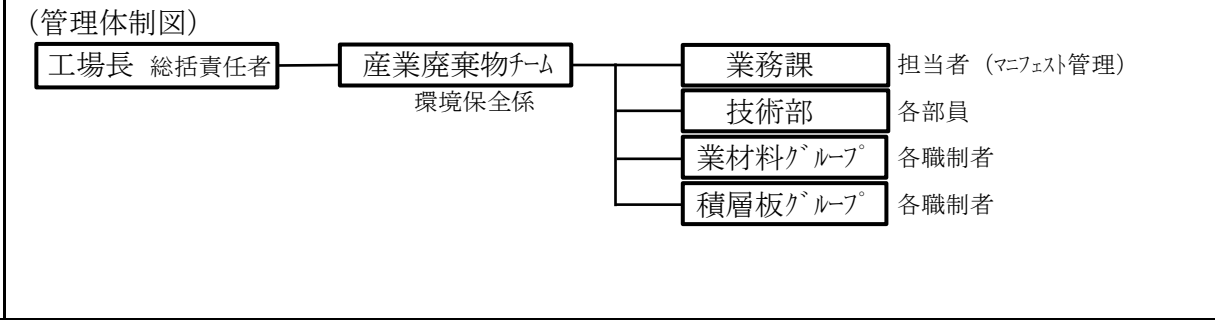 (管理体制図)
工場長 総括責任者 産業廃棄物ﾁｰﾑ 業務課 担当者 (ﾏﾆﾌｪｽﾄ管理)
環境保全係
技術部 各部員
業材料ｸﾞﾙｰﾌﾟ 各職制者
積層板ｸﾞﾙｰﾌﾟ 各職制者